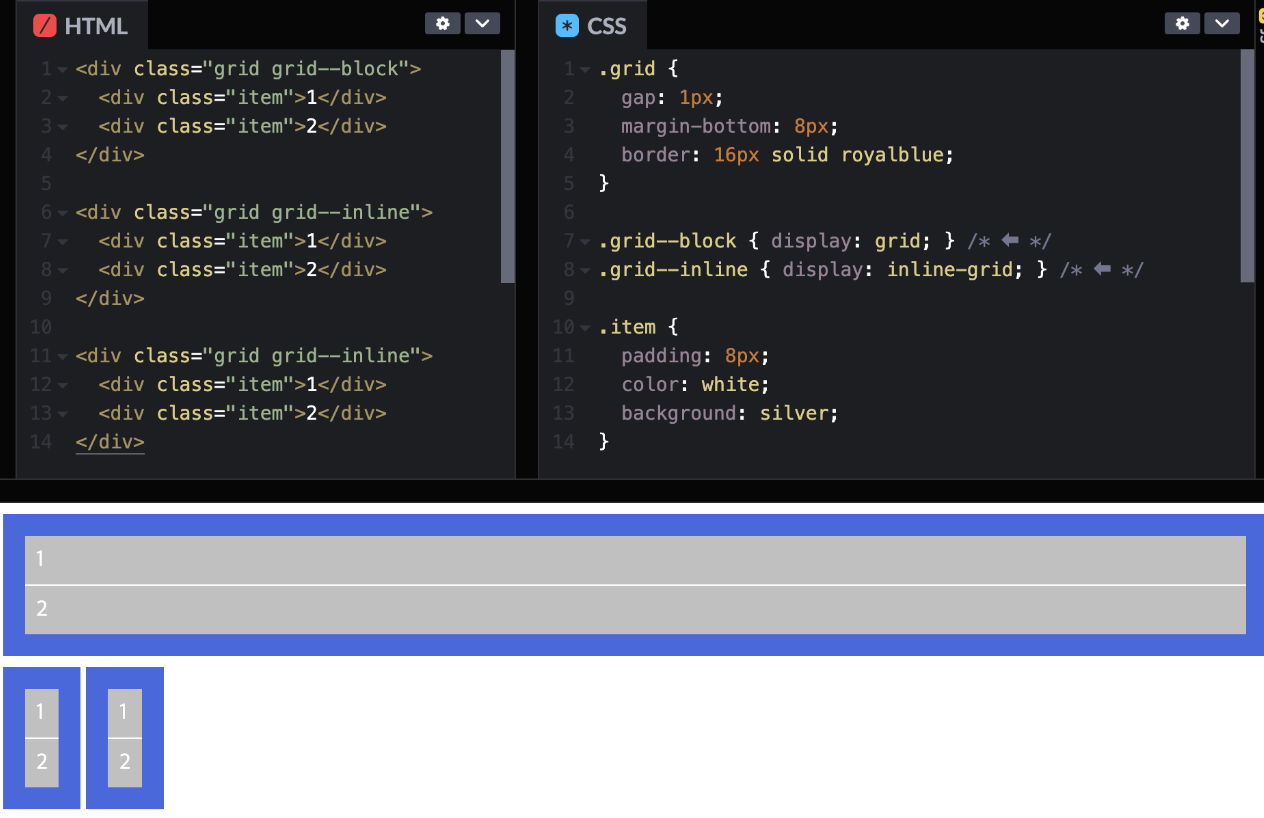 HTML
1 <div class="grid grid--block">
2 <div class="item">1</div>
3 <div class="item">2</div>
4 </div>
5
6 <div class="grid grid--inline">
7 <div class="item">1</div>
8 <div class="item">2</div>
9 </div>
10
11 <div class="grid grid--inline">
12 <div class="item">1</div>
13 <div class="item">2</div>
14 </div>
* CSS
1 .grid {
2 gap: 1px;
3 margin-bottom: 8px;
4 border: 16px solid royalblue;
5 }
6
7 .grid--block { display: grid; } /* ⬅ */
8 .grid--inline { display: inline-grid; } /* ⬅ */
9
10 .item {
11 padding: 8px;
12 color: white;
13 background: silver;
14 }
1
2
1 1
2 2